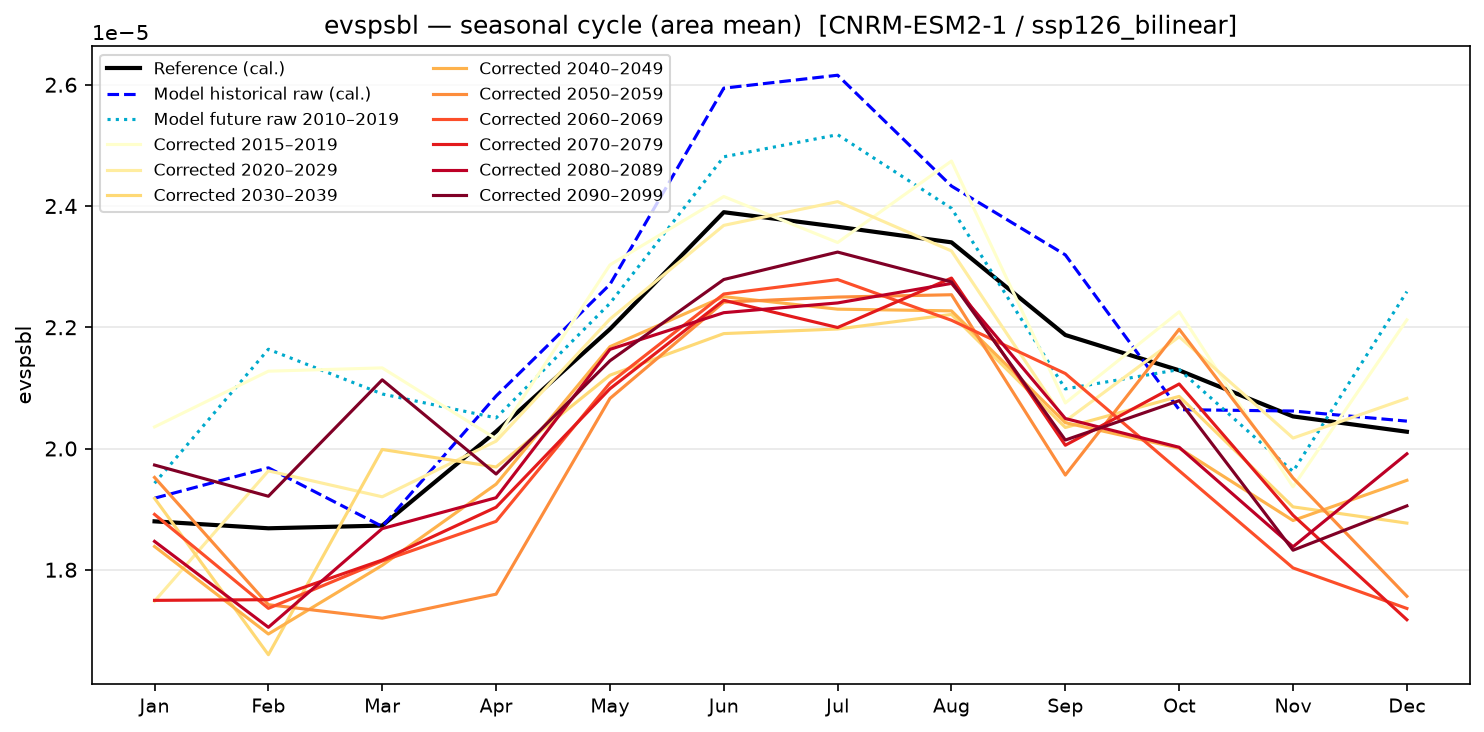 evspsbl — seasonal cycle (area mean)  [CNRM-ESM2-1 / ssp126_bilinear]
1e−5
Reference (cal.)
Model historical raw (cal.)
Model future raw 2010–2019
Corrected 2015–2019
Corrected 2020–2029
Corrected 2030–2039
Corrected 2040–2049
Corrected 2050–2059
Corrected 2060–2069
Corrected 2070–2079
Corrected 2080–2089
Corrected 2090–2099
2.6
2.4
2.2
2.0
1.8
evspsbl
Jan Feb Mar Apr May Jun Jul Aug Sep Oct Nov Dec